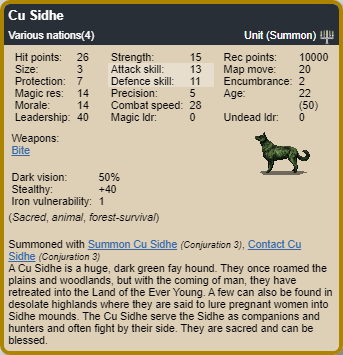 Cu Sidhe
Various nations(4) Unit (Summon)
Hit points: 26 Strength: 15 Rec points: 10000
Size: 3 Attack skill: 13 Map move: 20
Protection: 7 Defence skill: 11 Encumbrance: 2
Magic res: 14 Precision: 5 Age: 22
Morale: 14 Combat speed: 28 (50)
Leadership: 40 Magic ldr: 0 Undead ldr: 0
Weapons:
Bite
Dark vision: 50%
Stealthy: +40
Iron vulnerability: 1
(Sacred, animal, forest-survival)
Summoned with Summon Cu Sidhe (Conjuration 3), Contact Cu
Sidhe (Conjuration 3)
A Cu Sidhe is a huge, dark green fay hound. They once roamed the
plains and woodlands, but with the coming of man, they have
retreated into the Land of the Ever Young. A few can also be found in
desolate highlands where they are said to lure pregnant women into
Sidhe mounds. The Cu Sidhe serve the Sidhe as companions and
hunters and often fight by their side. They are sacred and can be
blessed.